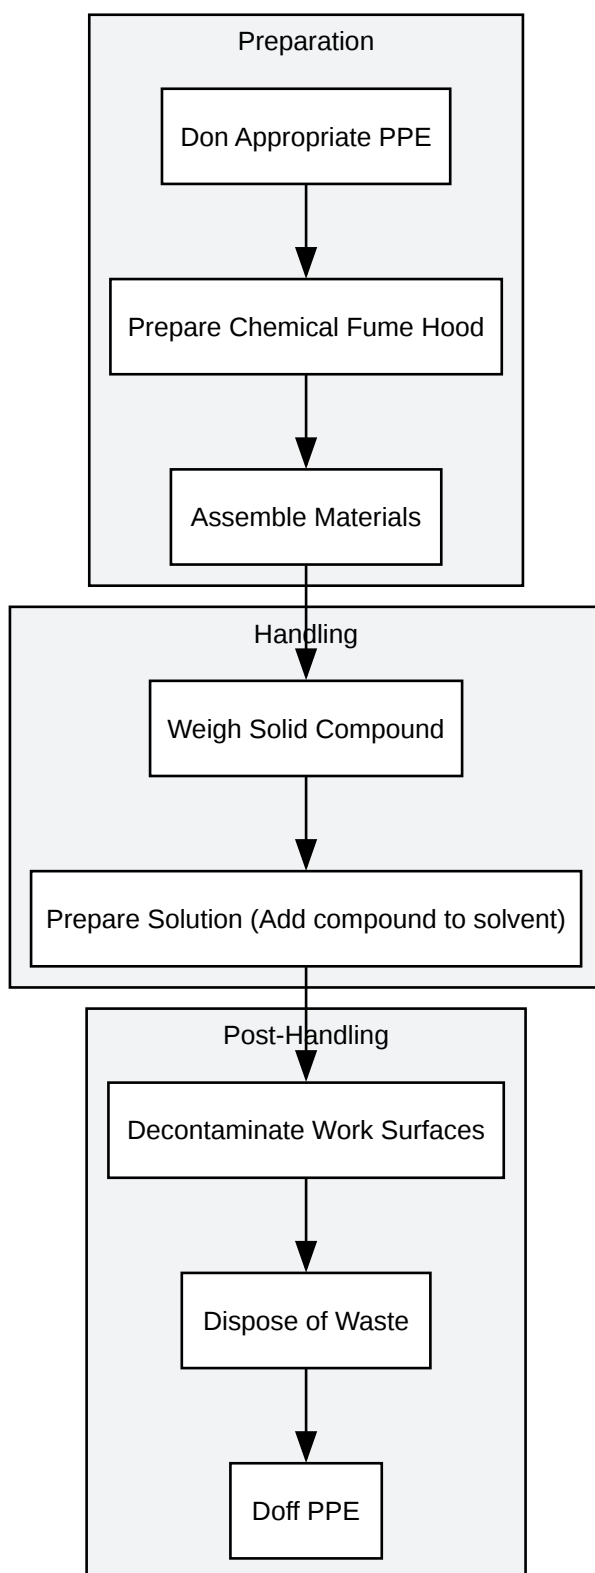 Preparation
Don Appropriate PPE
Prepare Chemical Fume Hood
Assemble Materials
Handling
Weigh Solid Compound
Prepare Solution (Add compound to solvent)
Post-Handling
Decontaminate Work Surfaces
Dispose of Waste
Doff PPE